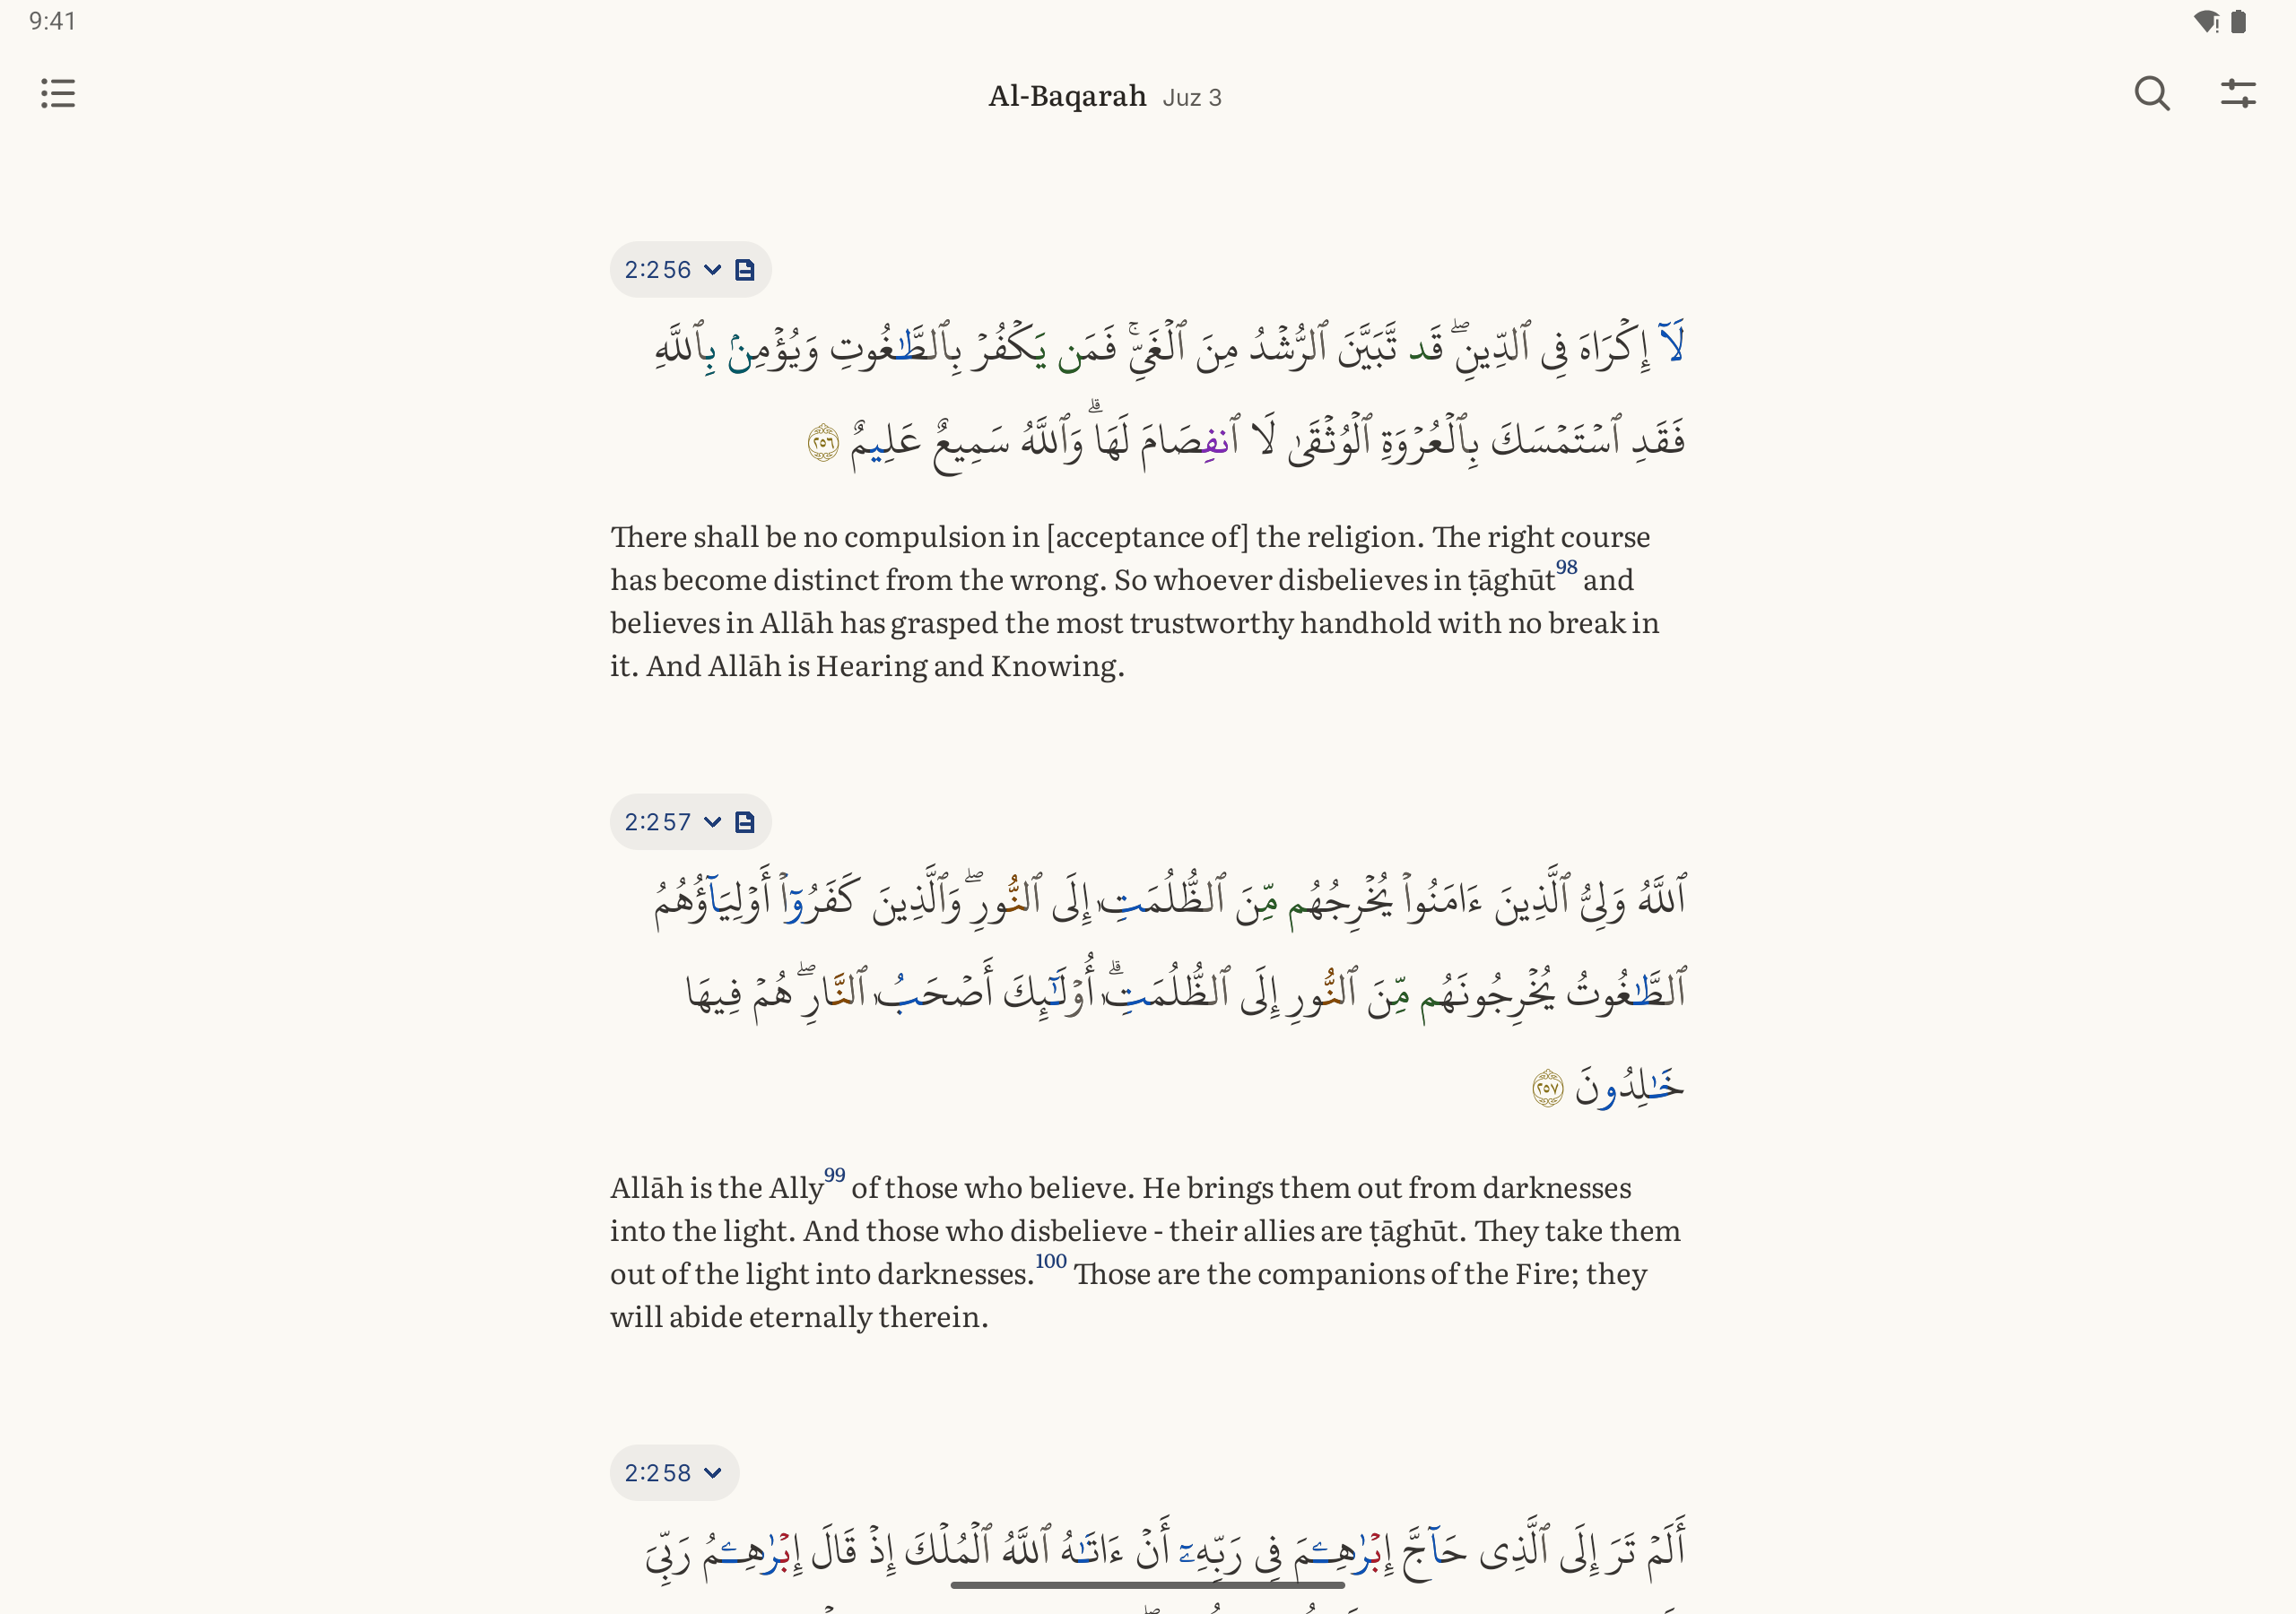 9:41
Al-Baqarah Juz 3
2:256
لَآ إِكْرَاهَ فِى ٱلدِّينِ ۖ قَد تَّبَيَّنَ ٱلرُّشْدُ مِنَ ٱلْغَىِّ ۚ فَمَن يَكْفُرْ بِٱلطَّـٰغُوتِ وَيُؤْمِنۢ بِٱللَّهِ
فَقَدِ ٱسْتَمْسَكَ بِٱلْعُرْوَةِ ٱلْوُثْقَىٰ لَا ٱنفِصَامَ لَهَا ۗ وَٱللَّهُ سَمِيعٌ عَلِيمٌ ٢٥٦
There shall be no compulsion in [acceptance of] the religion. The right course
has become distinct from the wrong. So whoever disbelieves in ṭāghūt98 and
believes in Allāh has grasped the most trustworthy handhold with no break in
it. And Allāh is Hearing and Knowing.
2:257
ٱللَّهُ وَلِىُّ ٱلَّذِينَ ءَامَنُوا۟ يُخْرِجُهُم مِّنَ ٱلظُّلُمَـٰتِ إِلَى ٱلنُّورِ ۖ وَٱلَّذِينَ كَفَرُوٓا۟ أَوْلِيَآؤُهُمُ
ٱلطَّـٰغُوتُ يُخْرِجُونَهُم مِّنَ ٱلنُّورِ إِلَى ٱلظُّلُمَـٰتِ ۗ أُو۟لَـٰٓئِكَ أَصْحَـٰبُ ٱلنَّارِ ۖ هُمْ فِيهَا
خَـٰلِدُونَ ٢٥٧
Allāh is the Ally99 of those who believe. He brings them out from darknesses
into the light. And those who disbelieve - their allies are ṭāghūt. They take them
out of the light into darknesses.100 Those are the companions of the Fire; they
will abide eternally therein.
2:258
أَلَمْ تَرَ إِلَى ٱلَّذِى حَآجَّ إِبْرَٰهِـۧمَ فِى رَبِّهِۦٓ أَنْ ءَاتَىٰهُ ٱللَّهُ ٱلْمُلْكَ إِذْ قَالَ إِبْرَٰهِـۧمُ رَبِّىَ